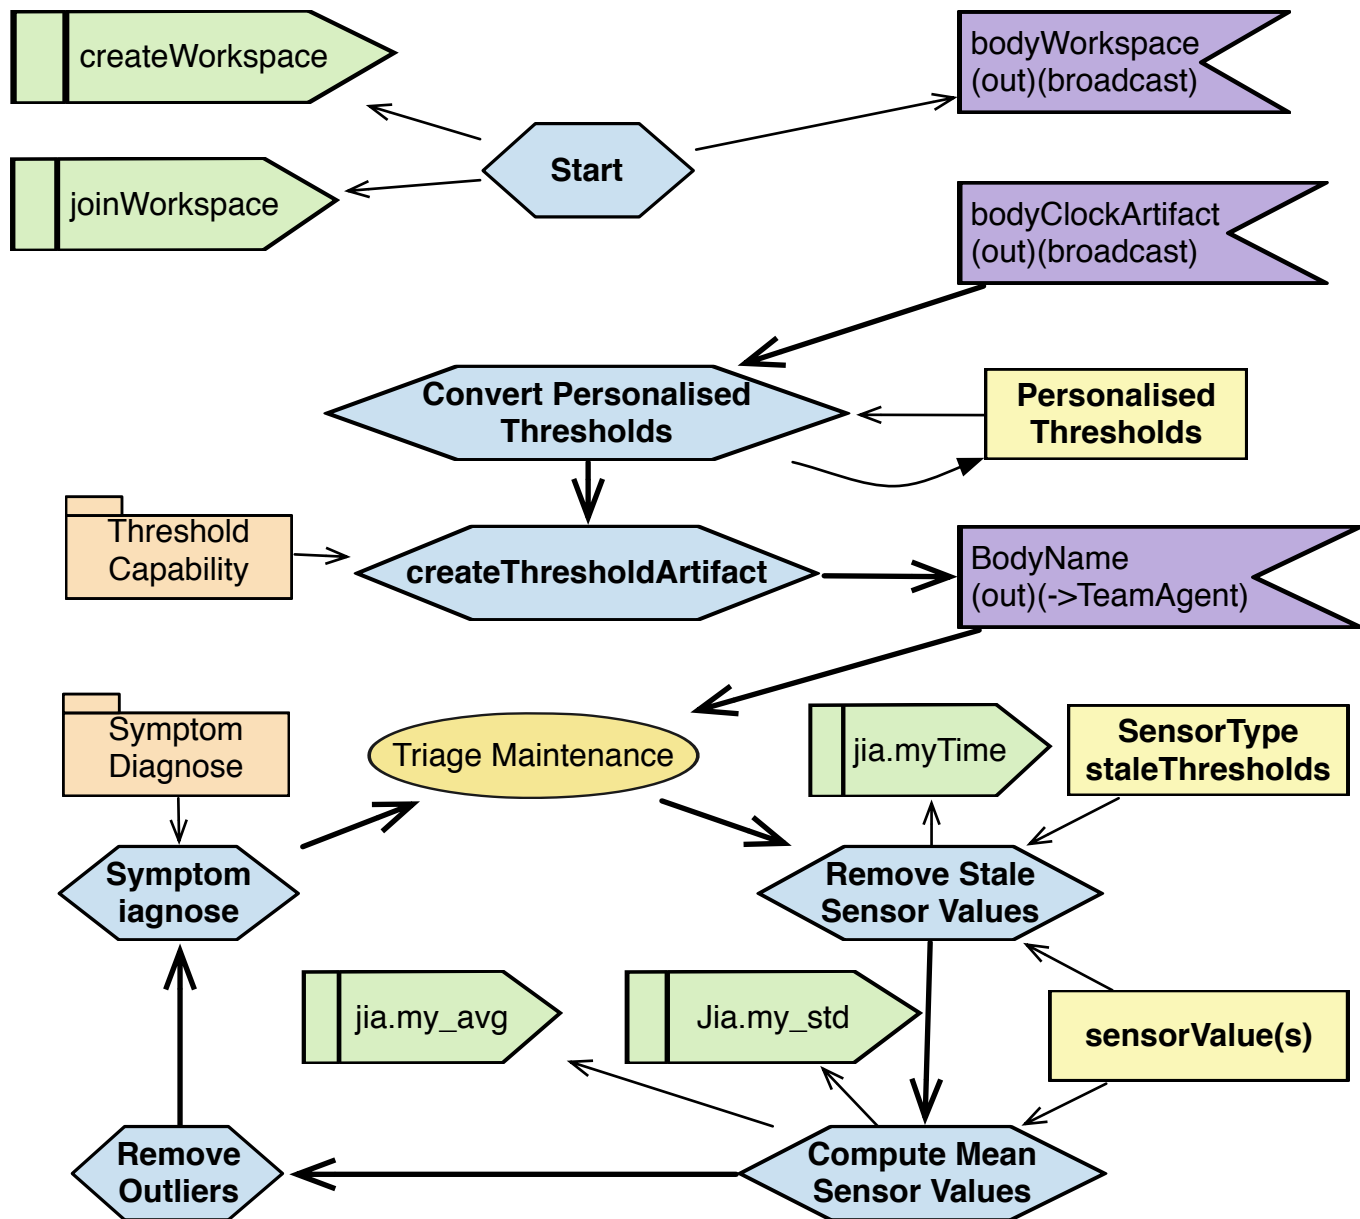 createWorkspace
bodyWorkspace
(out)(broadcast)
Start
joinWorkspace
bodyClockArtifact
(out)(broadcast)
Convert Personalised
Thresholds
Personalised
Thresholds
Threshold
Capability
createThresholdArtifact
BodyName
(out)(->TeamAgent)
Symptom
Diagnose
Triage Maintenance
jia.myTime
SensorType
staleThresholds
Symptom
iagnose
Remove Stale
Sensor Values
jia.my_avg
Jia.my_std
sensorValue(s)
Remove
Outliers
Compute Mean
Sensor Values